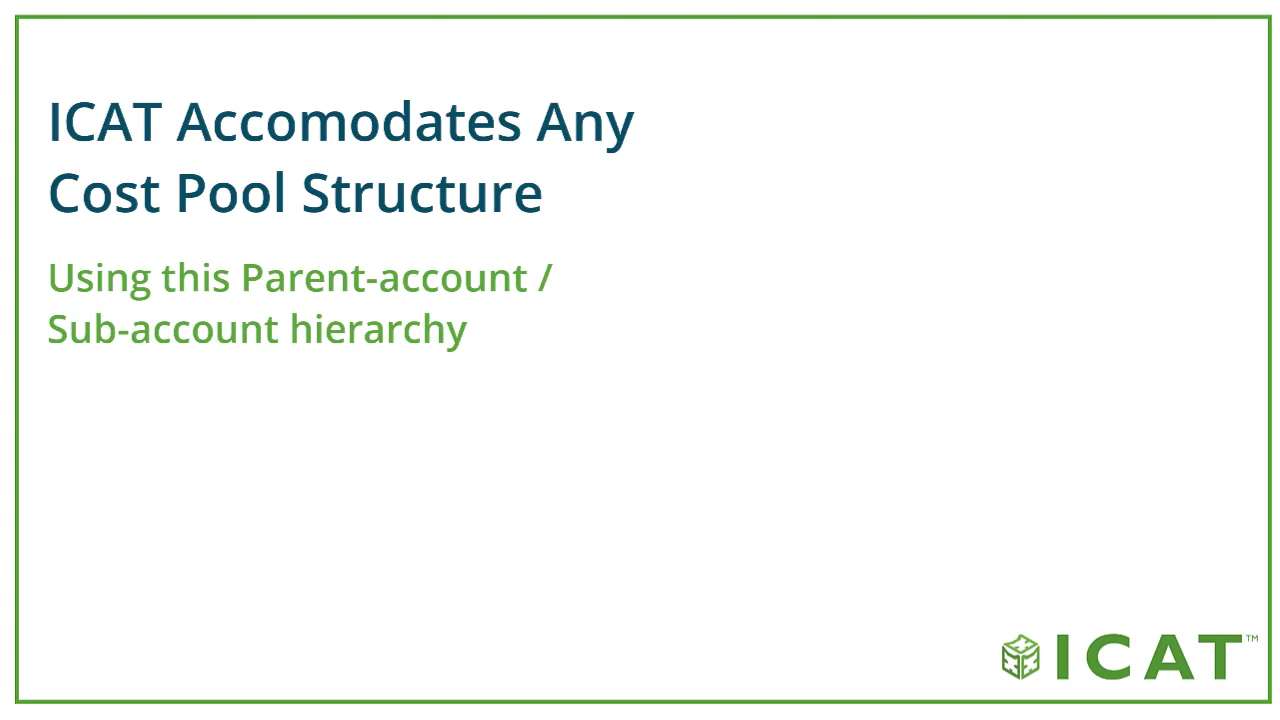 ICAT Accomodates Any
Cost Pool Structure
Using this Parent-account /
Sub-account hierarchy
ICAT™